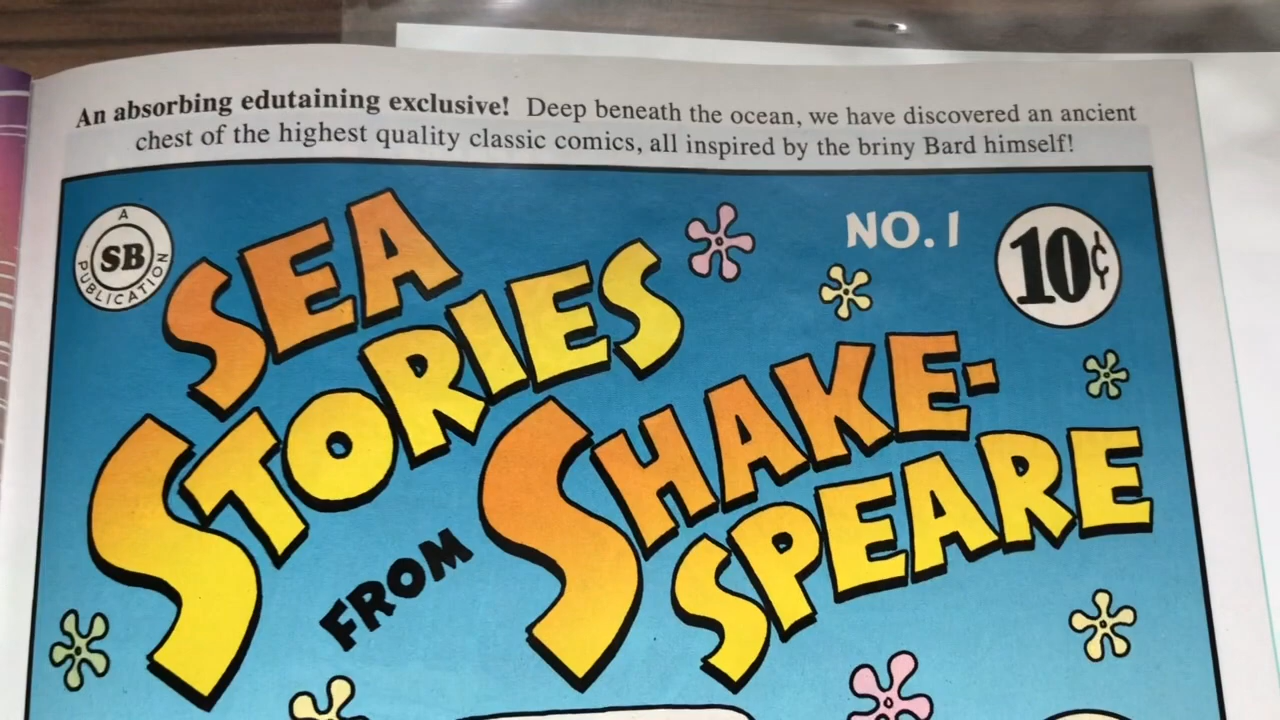 An absorbing edutaining exclusive! Deep beneath the ocean, we have discovered an ancient
chest of the highest quality classic comics, all inspired by the briny Bard himself!
A
SB
PUBLICATION
NO. 1
10¢
SEA
STORIES
FROM
SHAKE-
SPEARE